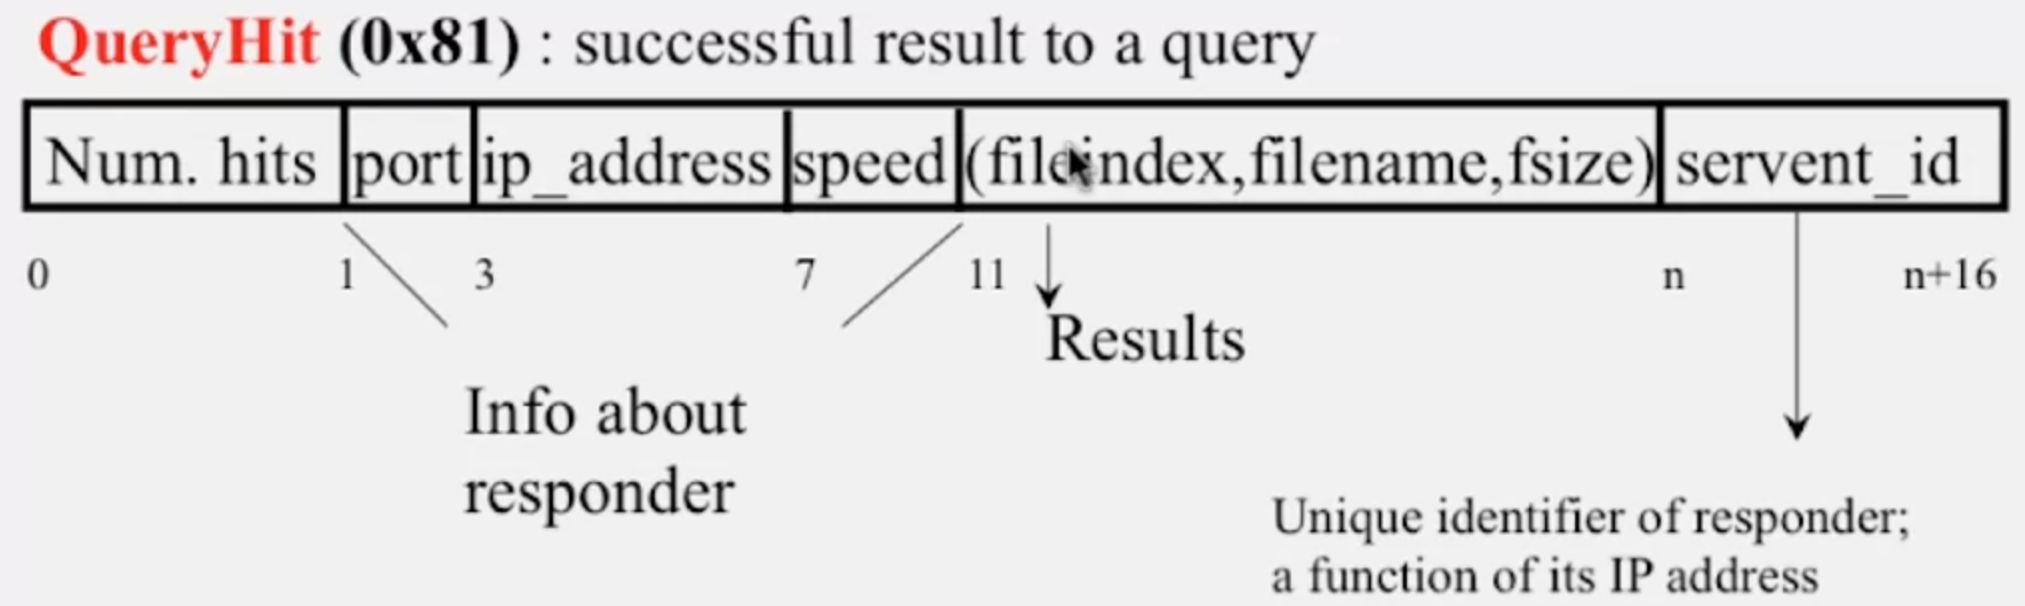 QueryHit (0x81) : successful result to a query
Num. hits port ip_address speed (fileindex,filename,fsize) servent_id
0 1 3 7 11 n n+16
Results
Info about
responder
Unique identifier of responder;
a function of its IP address